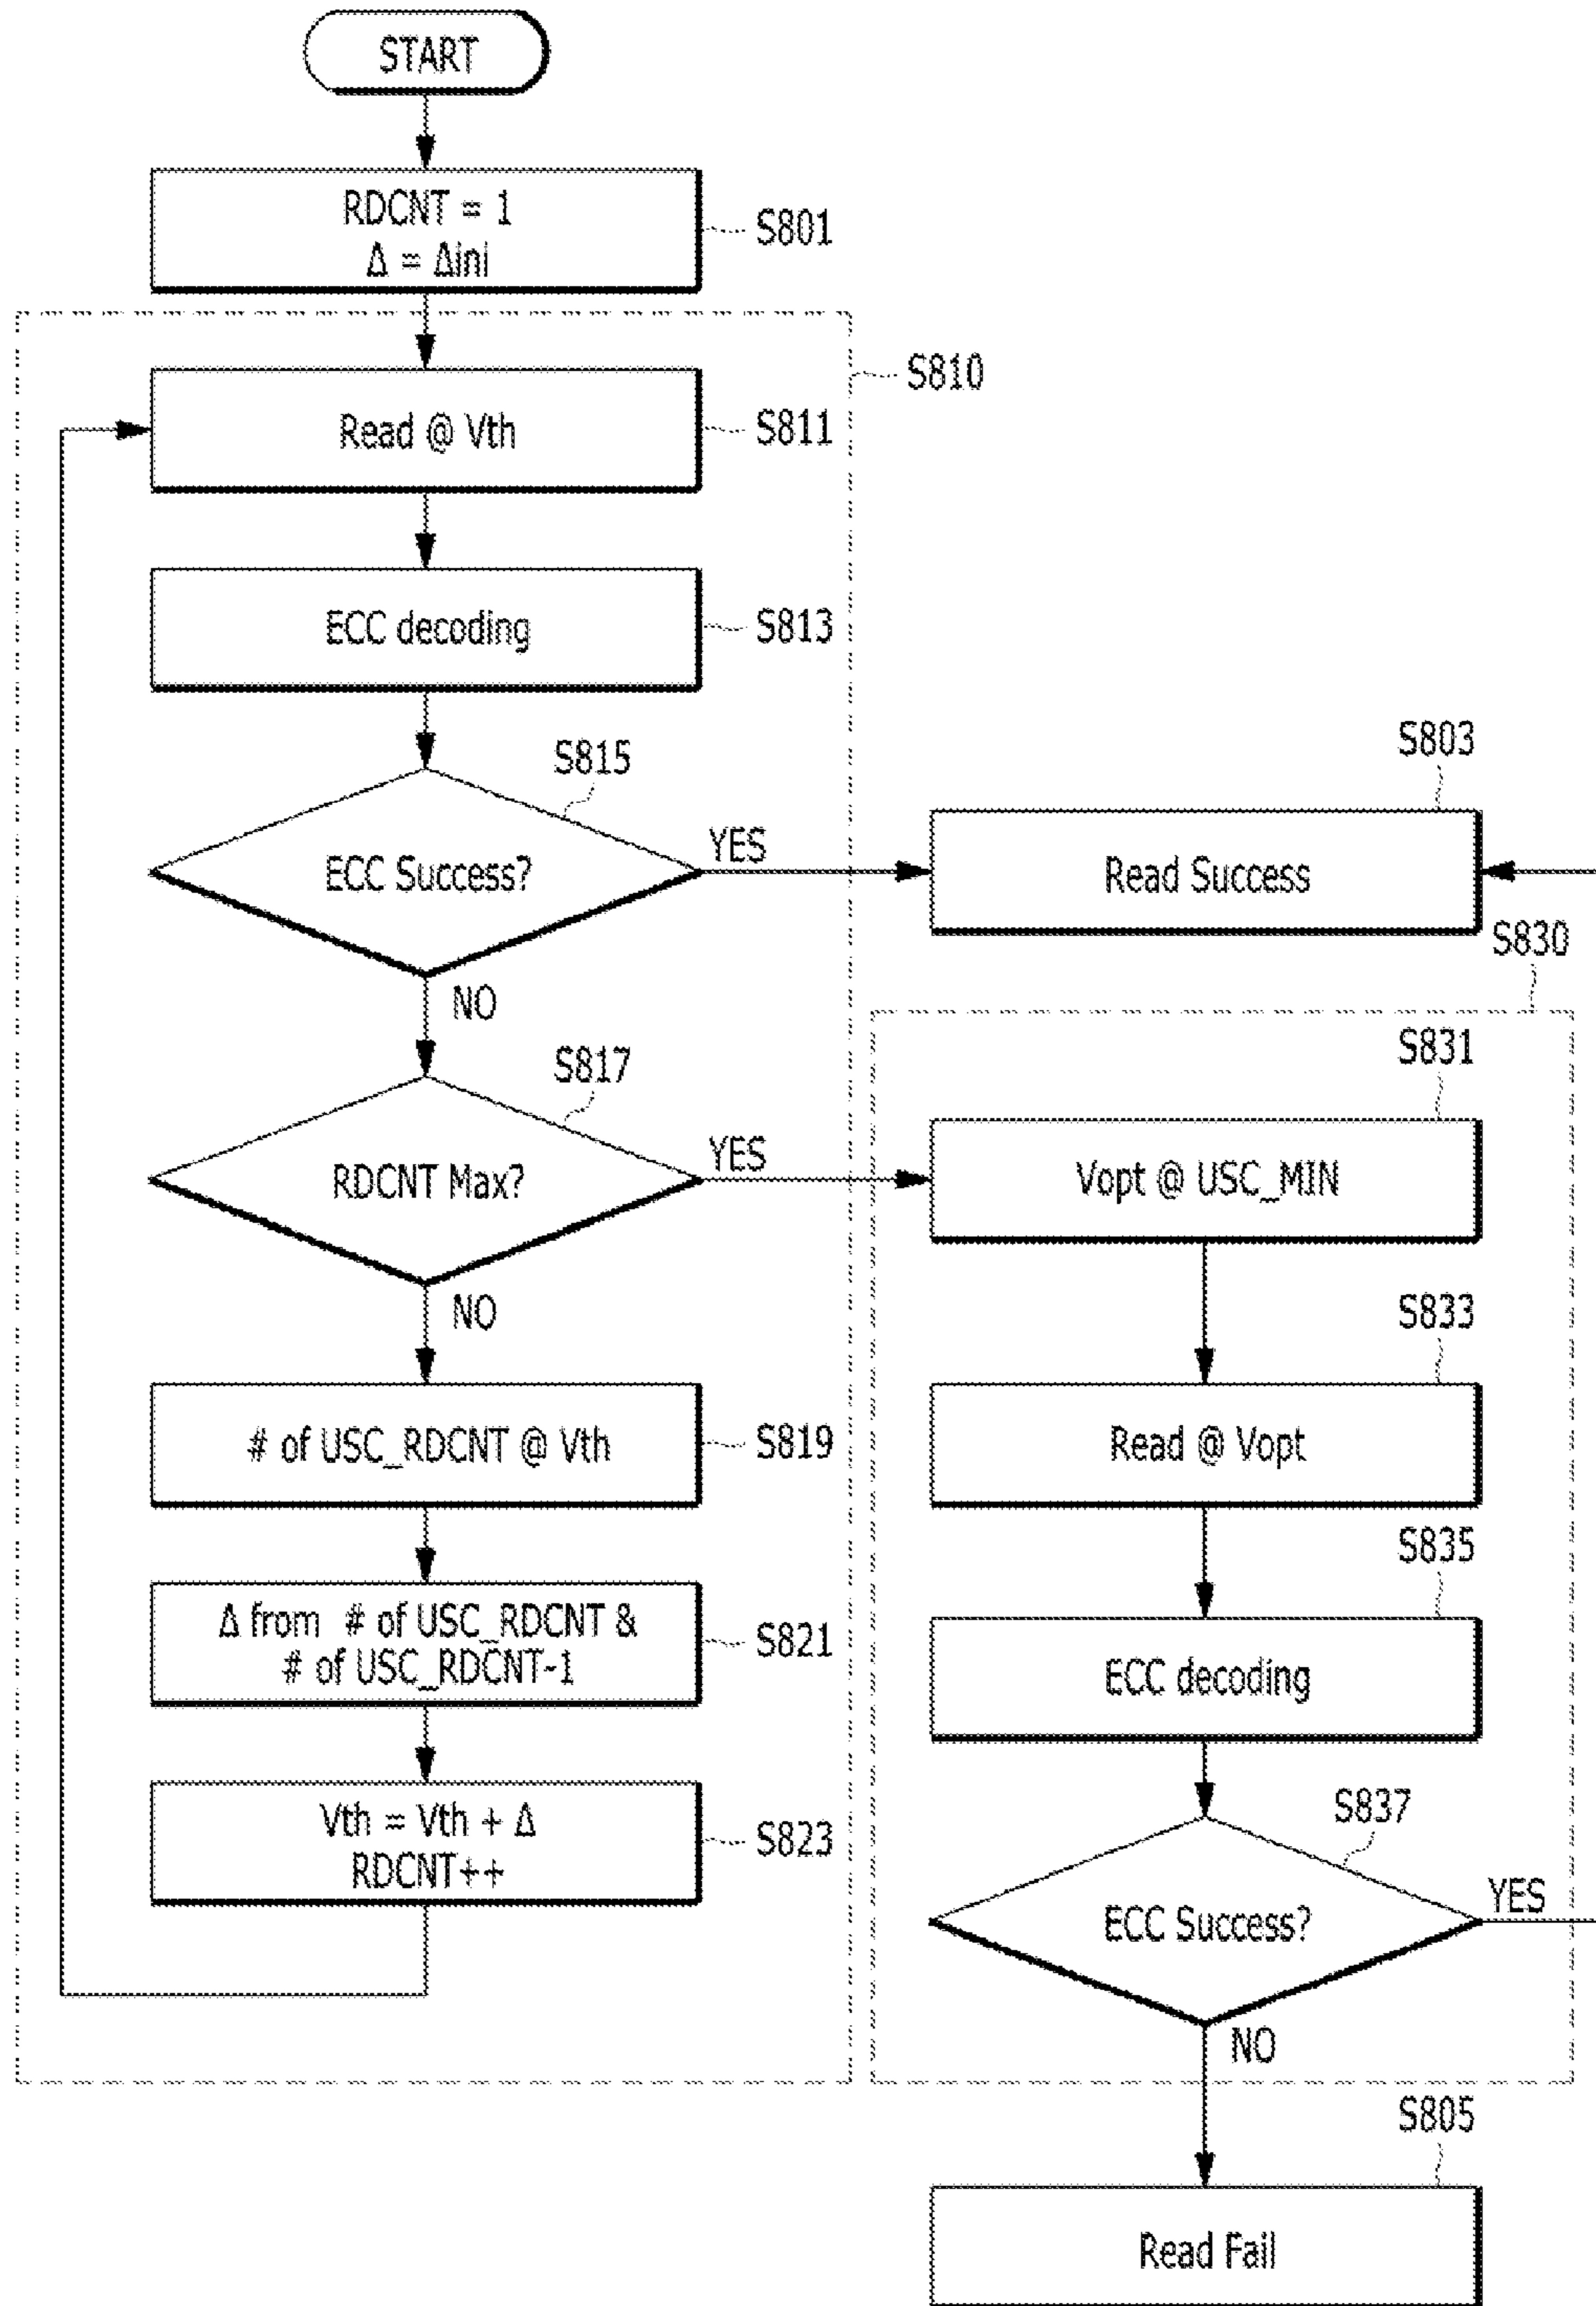 START
RDCNT = 1
Δ = Δini
S801
S810
Read @ Vth
S811
ECC decoding
S813
S815
ECC Success?
YES
NO
S803
Read Success
S817
RDCNT Max?
YES
NO
S830
S831
Vopt @ USC_MIN
# of USC_RDCNT @ Vth
S819
S833
Read @ Vopt
Δ from # of USC_RDCNT &
# of USC_RDCNT-1
S821
S835
ECC decoding
Vth = Vth + Δ
RDCNT++
S823
S837
ECC Success?
YES
NO
S805
Read Fail